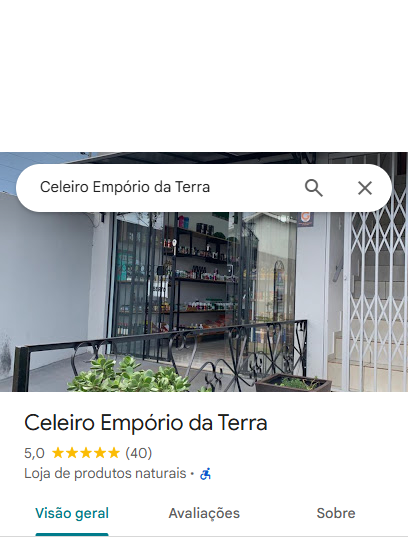 Celeiro Empório da Terra
Celeiro Empório da Terra
5,0 (40)
Loja de produtos naturais ·
Visão geral Avaliações Sobre